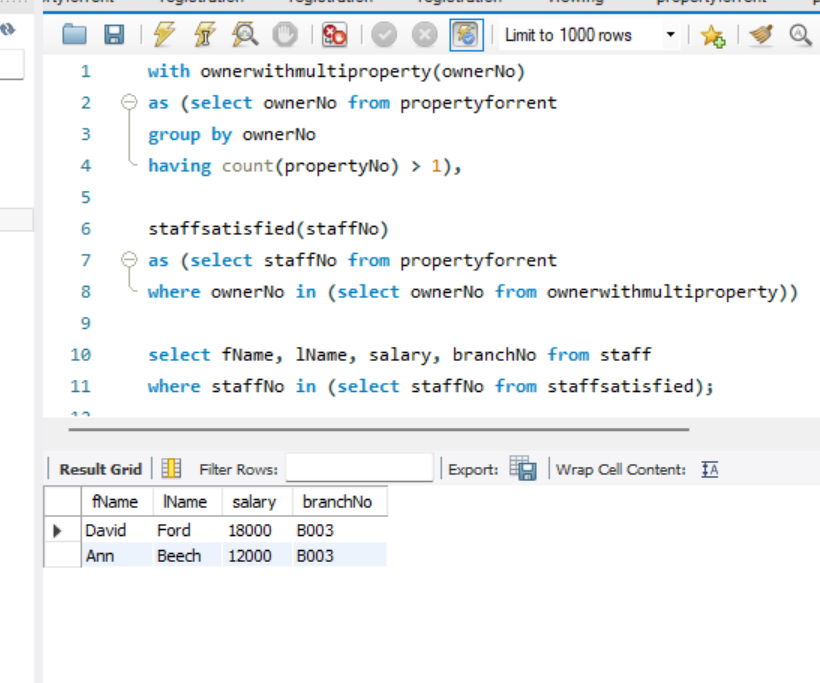 registration
Limit to 1000 rows
1 with ownerwithmultiproperty(ownerNo)
2 as (select ownerNo from propertyforrent
3 group by ownerNo
4 having count(propertyNo) > 1),
5
6 staffsatisfied(staffNo)
7 as (select staffNo from propertyforrent
8 where ownerNo in (select ownerNo from ownerwithmultiproperty))
9
10 select fName, lName, salary, branchNo from staff
11 where staffNo in (select staffNo from staffsatisfied);
Result Grid Filter Rows: Export: Wrap Cell Content: IA
fName lName salary branchNo
David Ford 18000 B003
Ann Beech 12000 B003